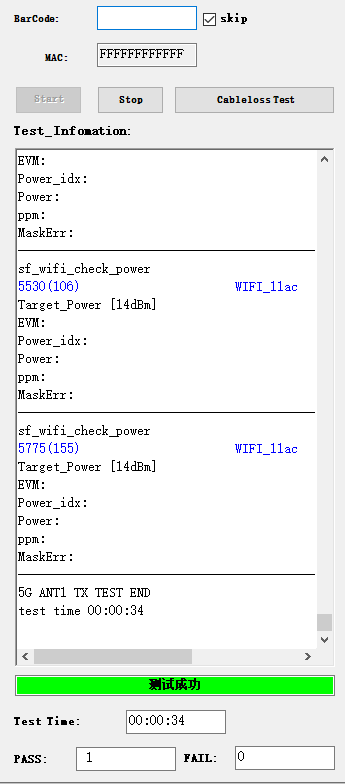 BarCode: skip
MAC: FFFFFFFFFFFF
Start Stop Cableloss Test
Test_Infomation:
EVM:
Power_idx:
Power:
ppm:
MaskErr:
sf_wifi_check_power
5530(106) WIFI_11ac
Target_Power [14dBm]
EVM:
Power_idx:
Power:
ppm:
MaskErr:
sf_wifi_check_power
5775(155) WIFI_11ac
Target_Power [14dBm]
EVM:
Power_idx:
Power:
ppm:
MaskErr:
5G ANT1 TX TEST END
test time 00:00:34
测试成功
Test Time: 00:00:34
PASS: 1 FAIL: 0